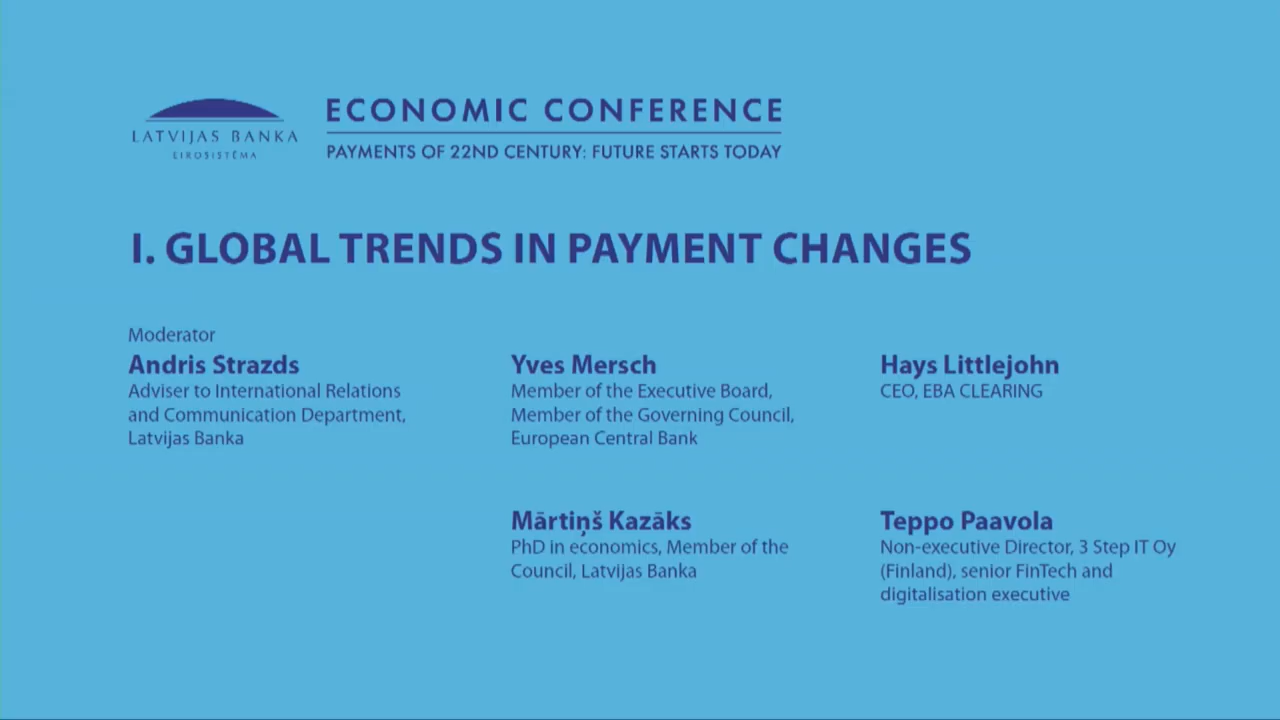 LATVIJAS BANKA
EIROSISTĒMA
ECONOMIC CONFERENCE
PAYMENTS OF 22ND CENTURY: FUTURE STARTS TODAY
I. GLOBAL TRENDS IN PAYMENT CHANGES
Moderator
Andris Strazds
Adviser to International Relations
and Communication Department,
Latvijas Banka
Yves Mersch
Member of the Executive Board,
Member of the Governing Council,
European Central Bank
Hays Littlejohn
CEO, EBA CLEARING
Mārtiņš Kazāks
PhD in economics, Member of the
Council, Latvijas Banka
Teppo Paavola
Non-executive Director, 3 Step IT Oy
(Finland), senior FinTech and
digitalisation executive